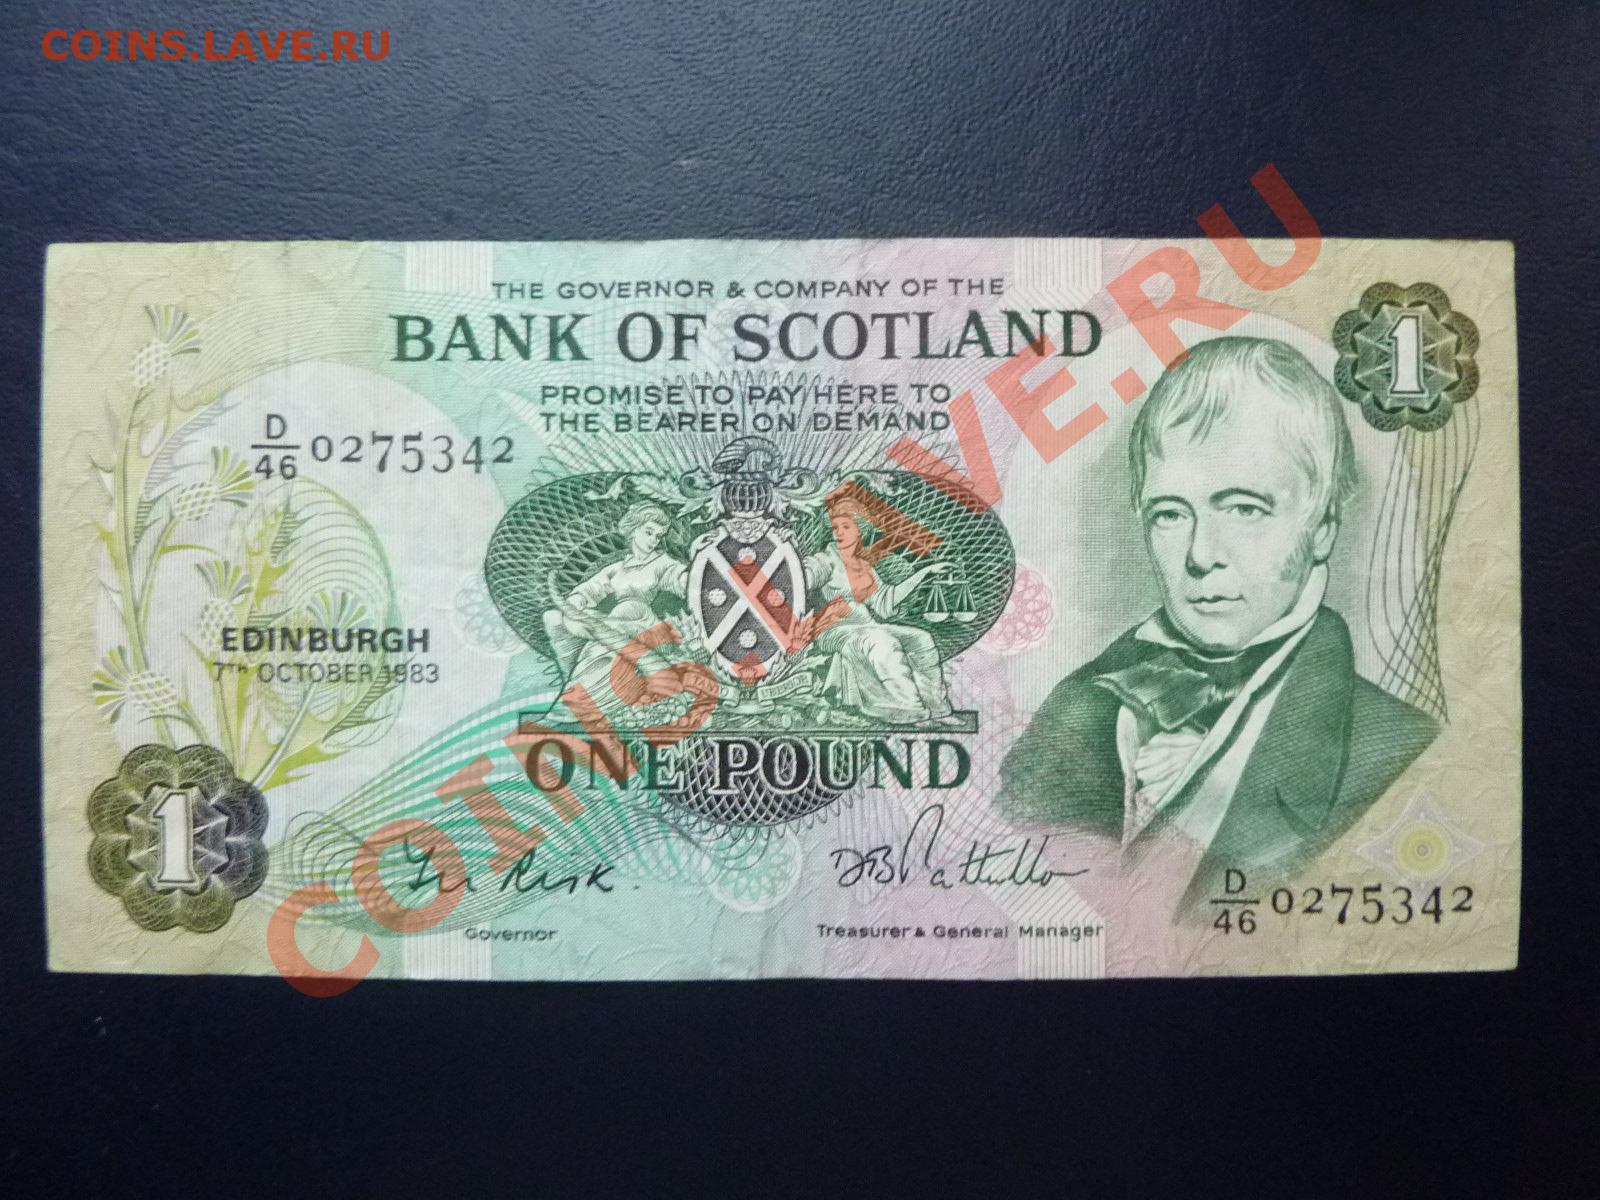 COINS.LAVE.RU
THE GOVERNOR & COMPANY OF THE
BANK OF SCOTLAND
PROMISE TO PAY HERE TO
THE BEARER ON DEMAND
1
D/46 0275342
EDINBURGH
7TH OCTOBER 1983
TANTO UBERIOR
ONE POUND
1
Governor
Treasurer & General Manager
D/46 0275342
COINS.LAVE.RU